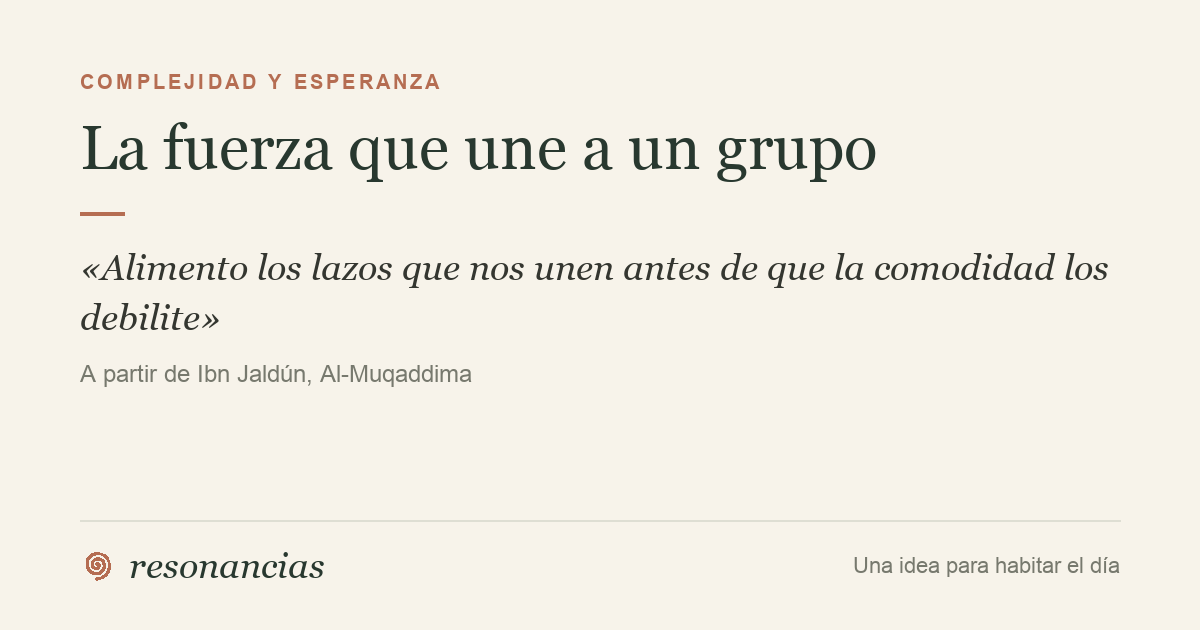 COMPLEJIDAD Y ESPERANZA
La fuerza que une a un grupo
«Alimento los lazos que nos unen antes de que la comodidad los
debilite»
A partir de Ibn Jaldún, Al-Muqaddima
resonancias
Una idea para habitar el día